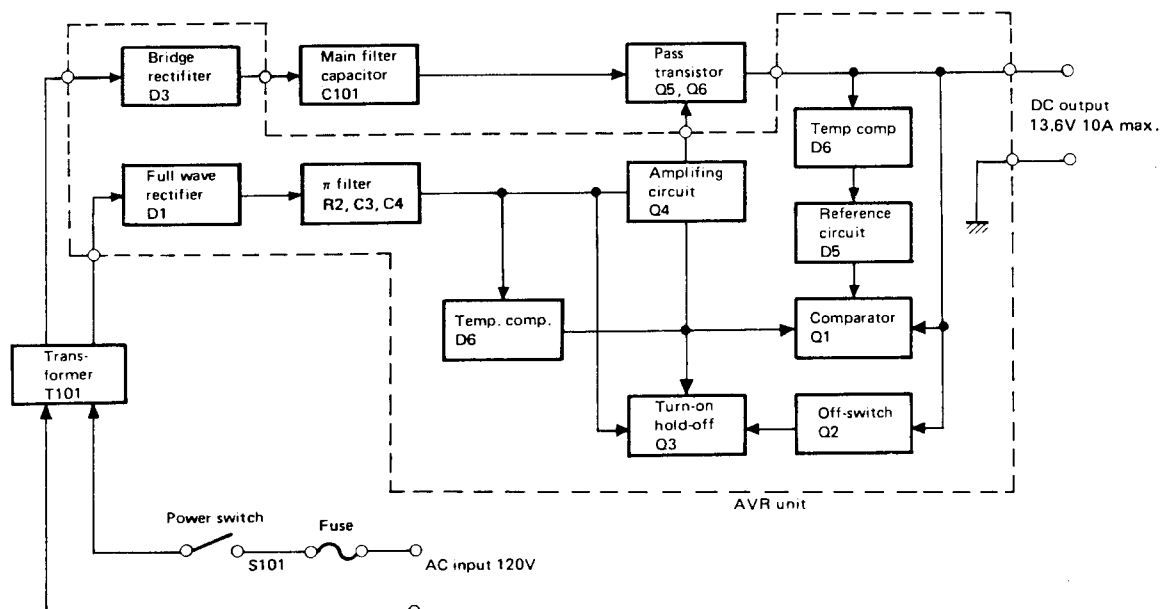 Bridge
rectifiter
D3
Main filter
capacitor
C101
Pass
transistor
Q5, Q6
DC output
13.6V 10A max.
Temp comp
D6
Full wave
rectifier
D1
π filter
R2, C3, C4
Amplifing
circuit
Q4
Reference
circuit
D5
Temp. comp.
D6
Comparator
Q1
Trans-
former
T101
Turn-on
hold-off
Q3
Off-switch
Q2
AVR unit
Power switch
Fuse
S101
AC input 120V